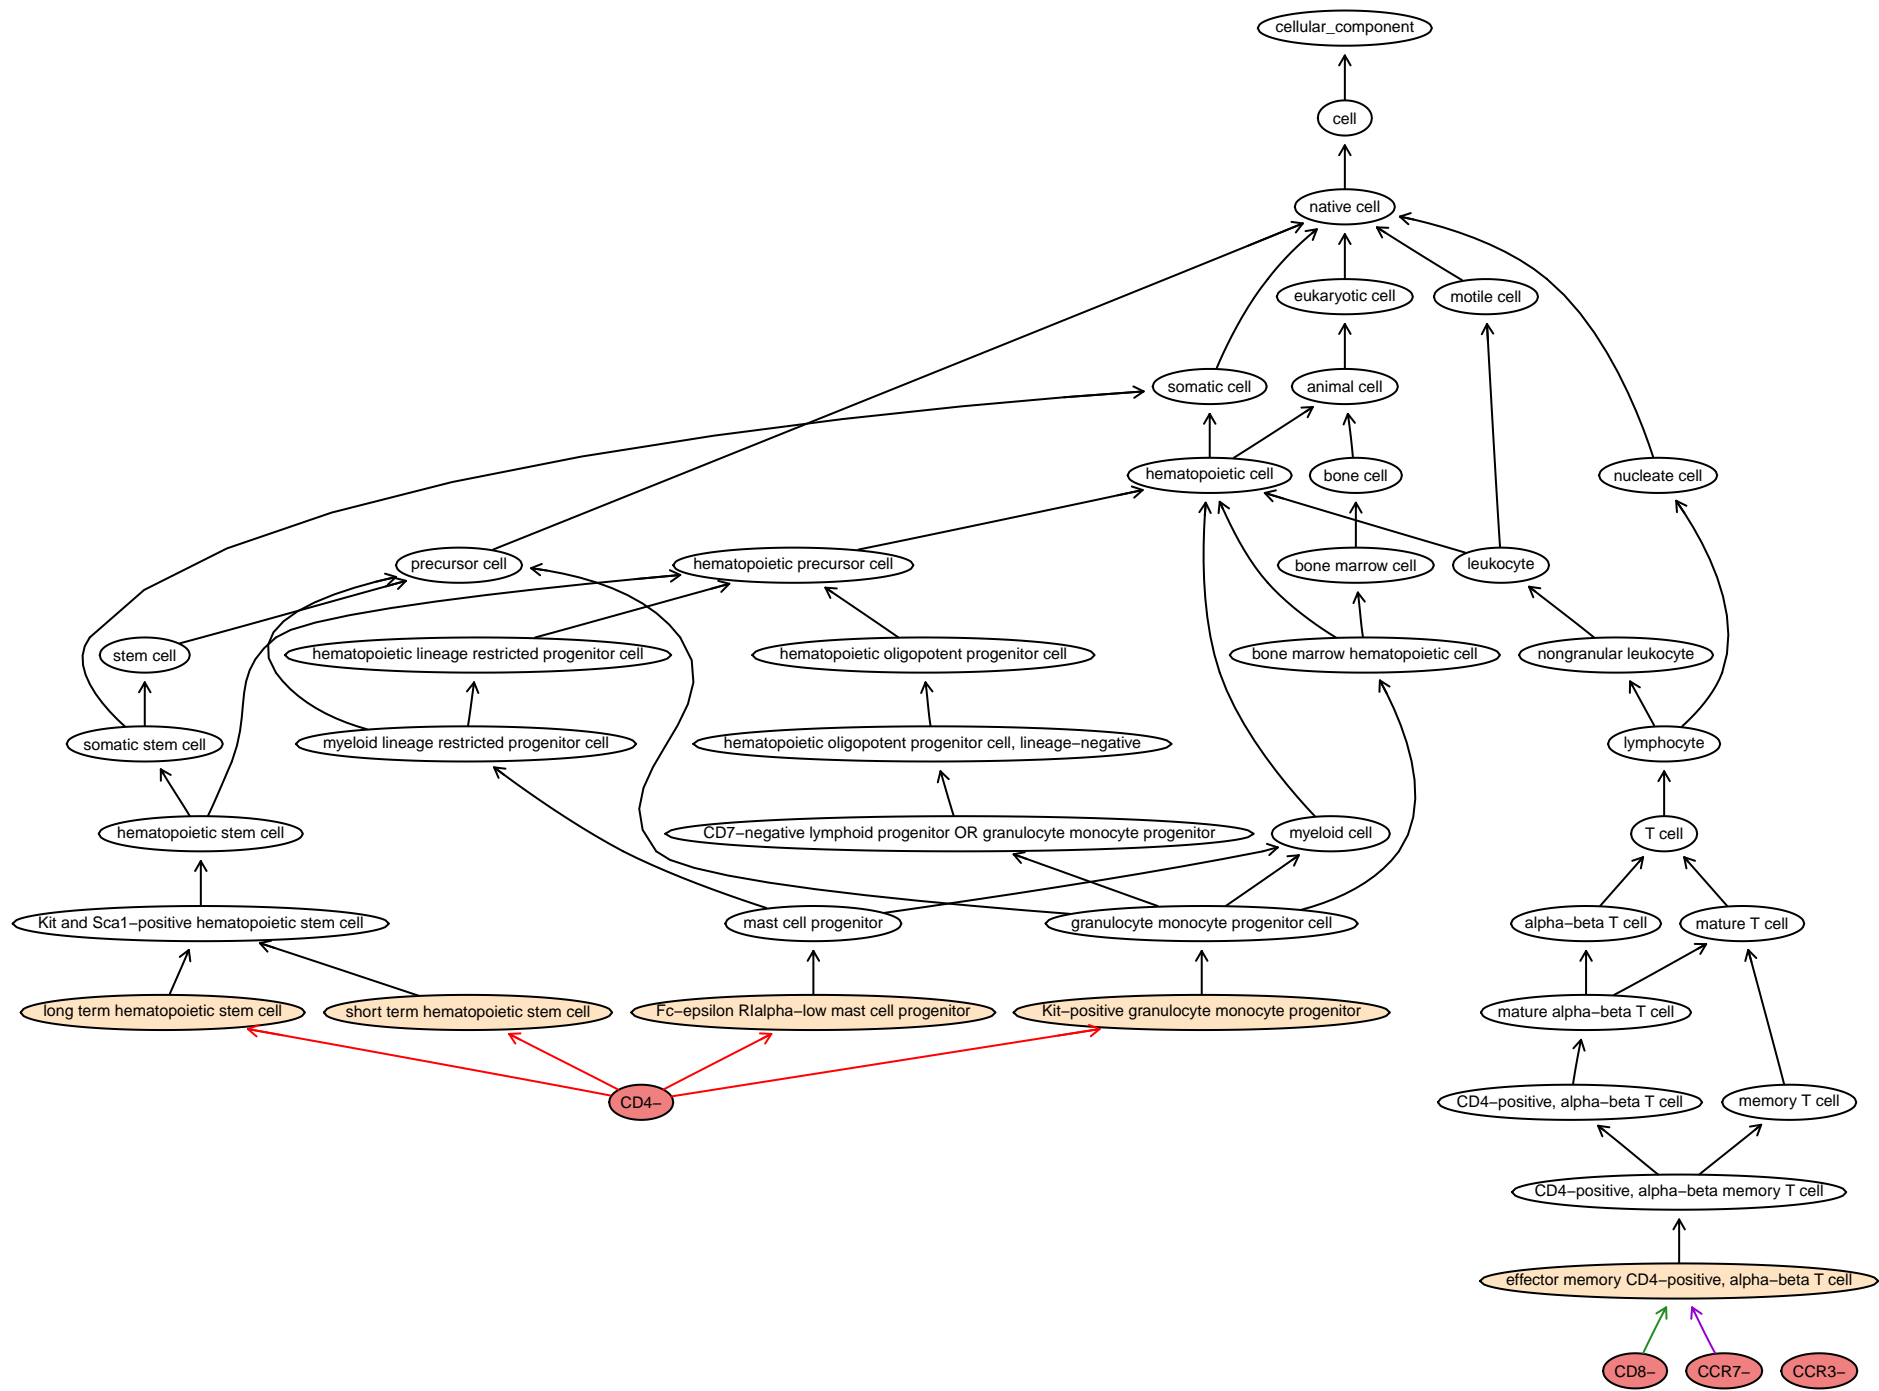 cellular_component
cell
native cell
eukaryotic cell
motile cell
somatic cell
animal cell
hematopoietic cell
bone cell
nucleate cell
precursor cell
hematopoietic precursor cell
bone marrow cell
leukocyte
stem cell
hematopoietic lineage restricted progenitor cell
hematopoietic oligopotent progenitor cell
bone marrow hematopoietic cell
nongranular leukocyte
somatic stem cell
myeloid lineage restricted progenitor cell
hematopoietic oligopotent progenitor cell, lineage−negative
lymphocyte
hematopoietic stem cell
CD7−negative lymphoid progenitor OR granulocyte monocyte progenitor
myeloid cell
T cell
Kit and Sca1−positive hematopoietic stem cell
mast cell progenitor
granulocyte monocyte progenitor cell
alpha−beta T cell
mature T cell
long term hematopoietic stem cell
short term hematopoietic stem cell
Fc−epsilon RIalpha−low mast cell progenitor
Kit−positive granulocyte monocyte progenitor
mature alpha−beta T cell
CD4−
CD4−positive, alpha−beta T cell
memory T cell
CD4−positive, alpha−beta memory T cell
effector memory CD4−positive, alpha−beta T cell
CD8−
CCR7−
CCR3−